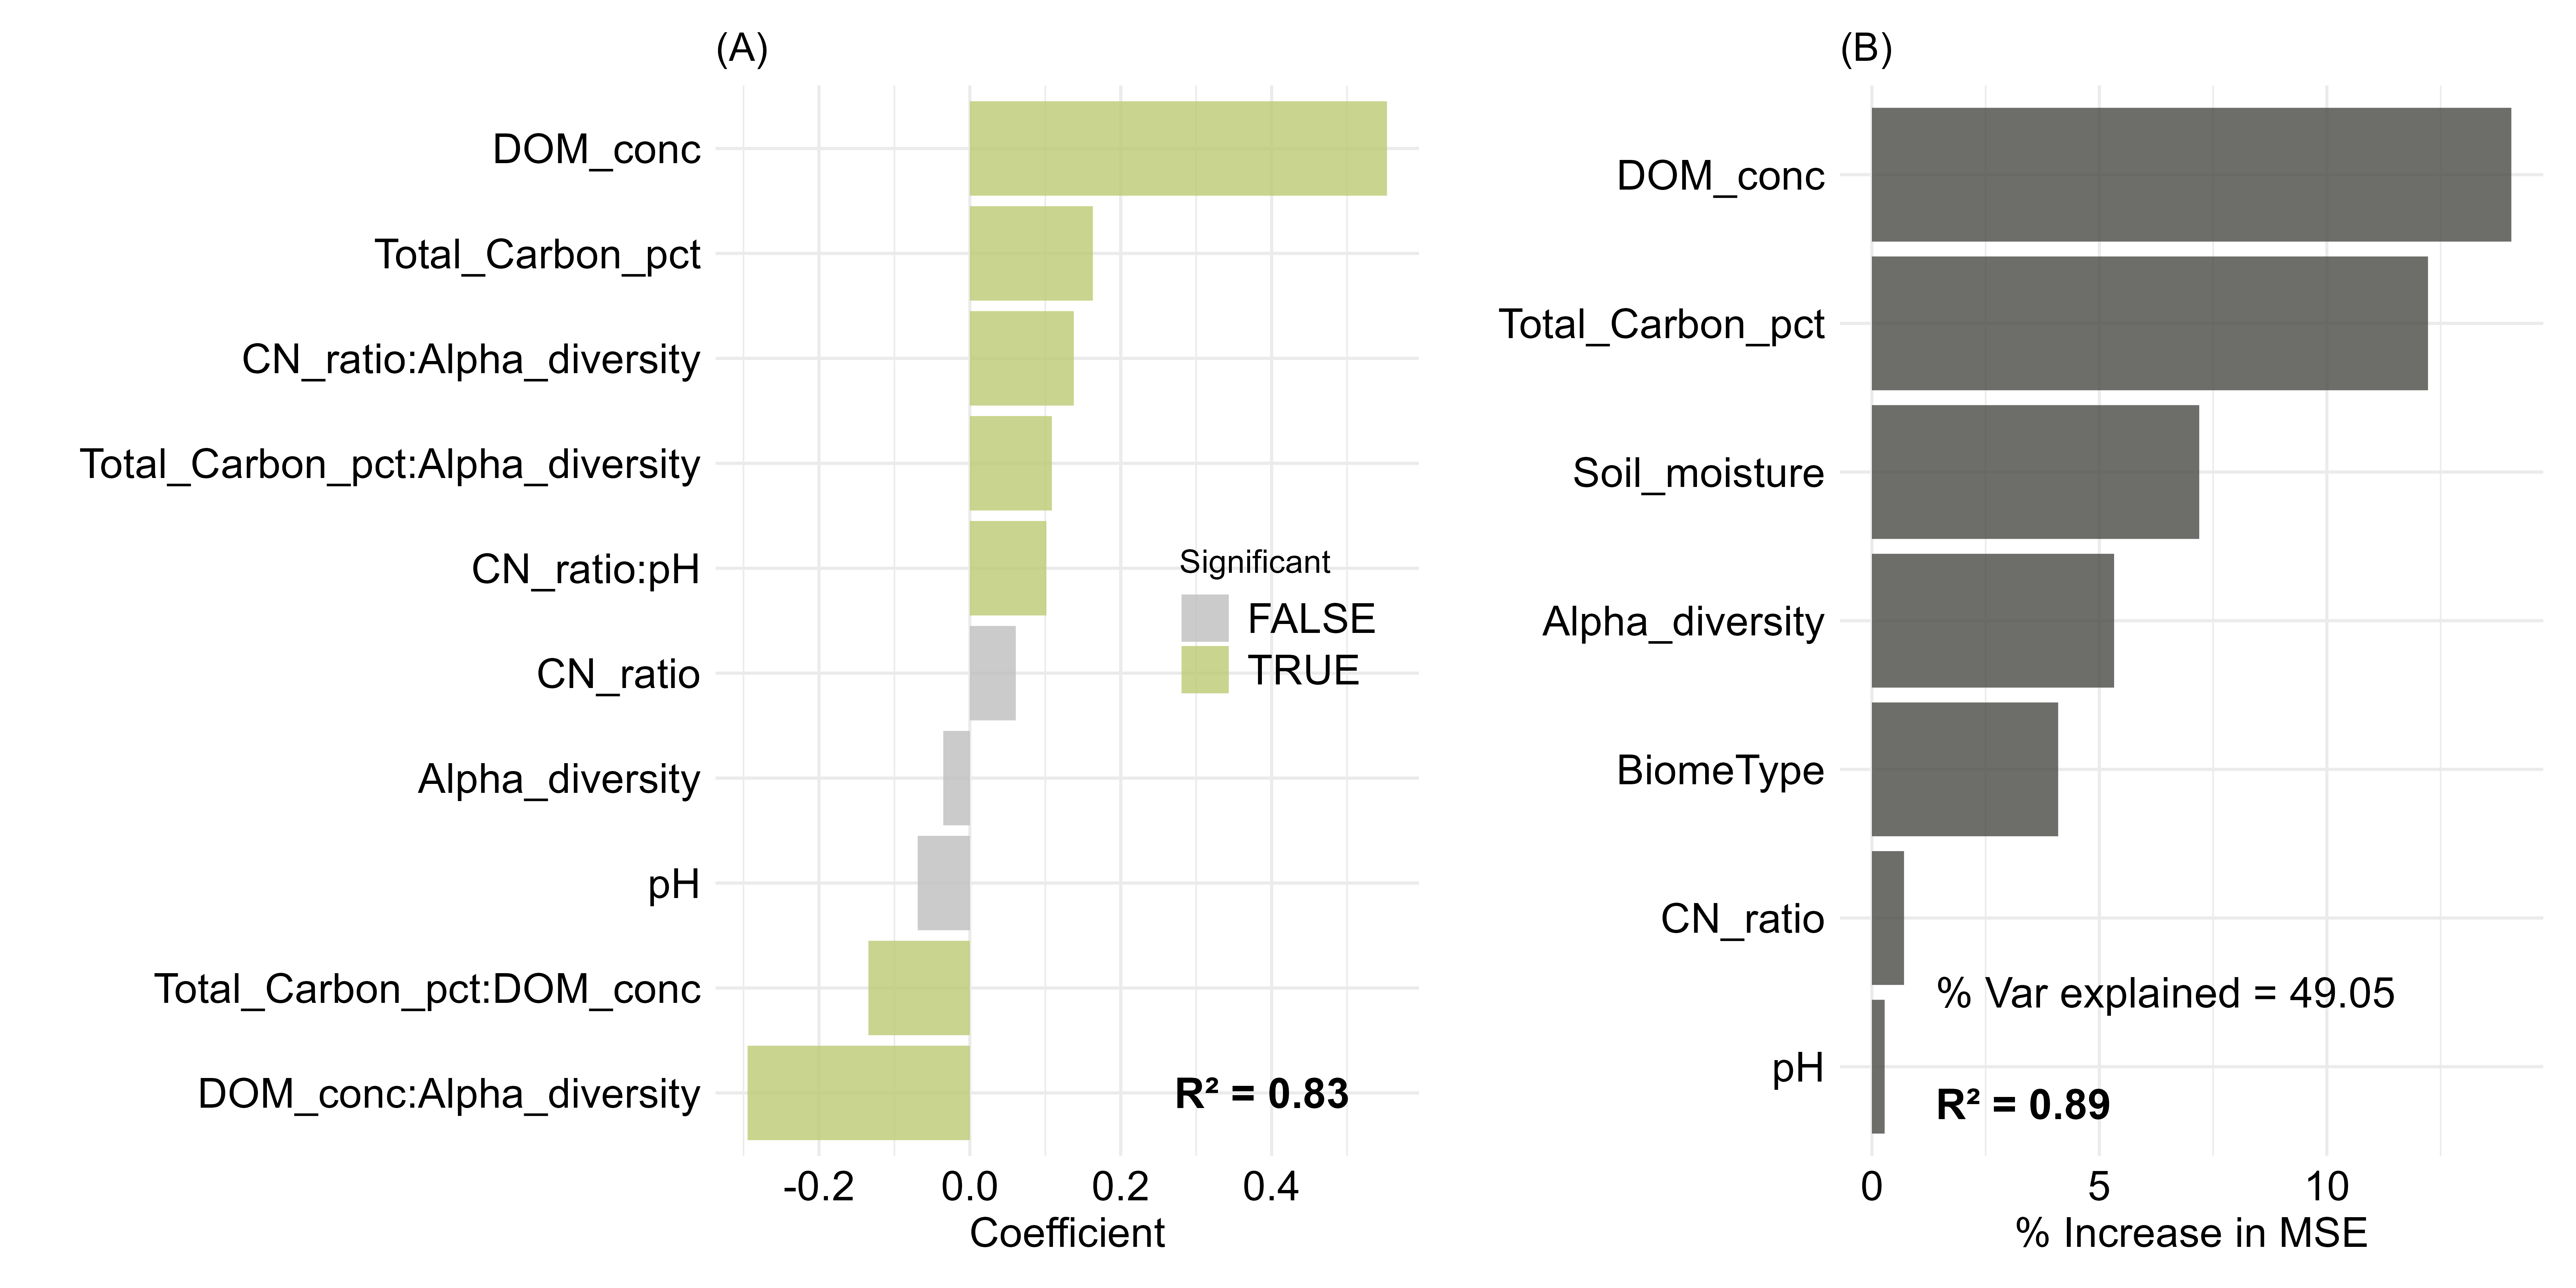 (A)
DOM_conc
Total_Carbon_pct
CN_ratio:Alpha_diversity
Total_Carbon_pct:Alpha_diversity
CN_ratio:pH
CN_ratio
Alpha_diversity
pH
Total_Carbon_pct:DOM_conc
DOM_conc:Alpha_diversity
Significant
FALSE
TRUE
R² = 0.83
-0.2 0.0 0.2 0.4
Coefficient
(B)
DOM_conc
Total_Carbon_pct
Soil_moisture
Alpha_diversity
BiomeType
CN_ratio
pH
% Var explained = 49.05
R² = 0.89
0 5 10
% Increase in MSE